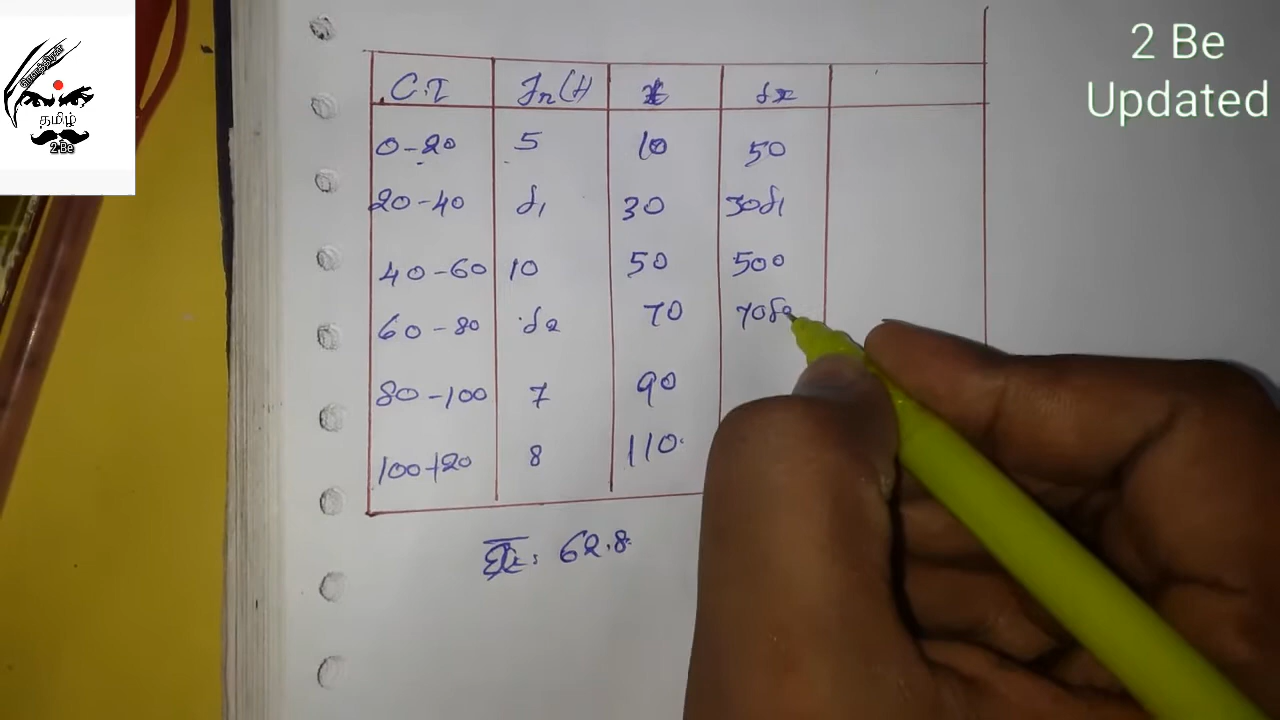 தமிழ்
2 Be
2 Be
Updated
C.I fn(f) x fx
0-20 5 10 50
20-40 f1 30 30f1
40-60 10 50 500
60-80 f2 70 70f2
80-100 7 90
100-120 8 110
62.8